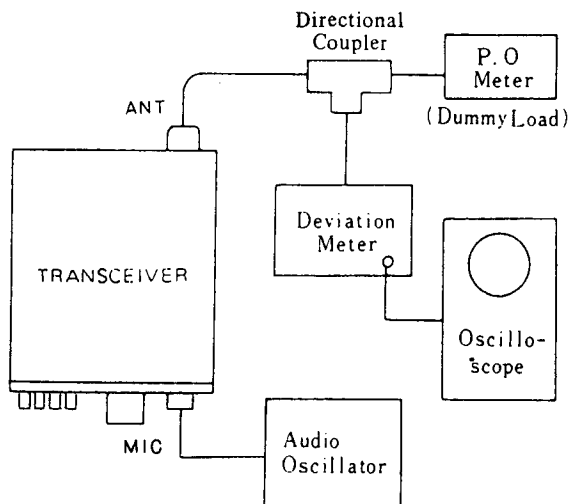 Directional
Coupler
P.O
Meter
(Dummy Load)
ANT
Deviation
Meter
TRANSCEIVER
Oscillo-
scope
MIC
Audio
Oscillator